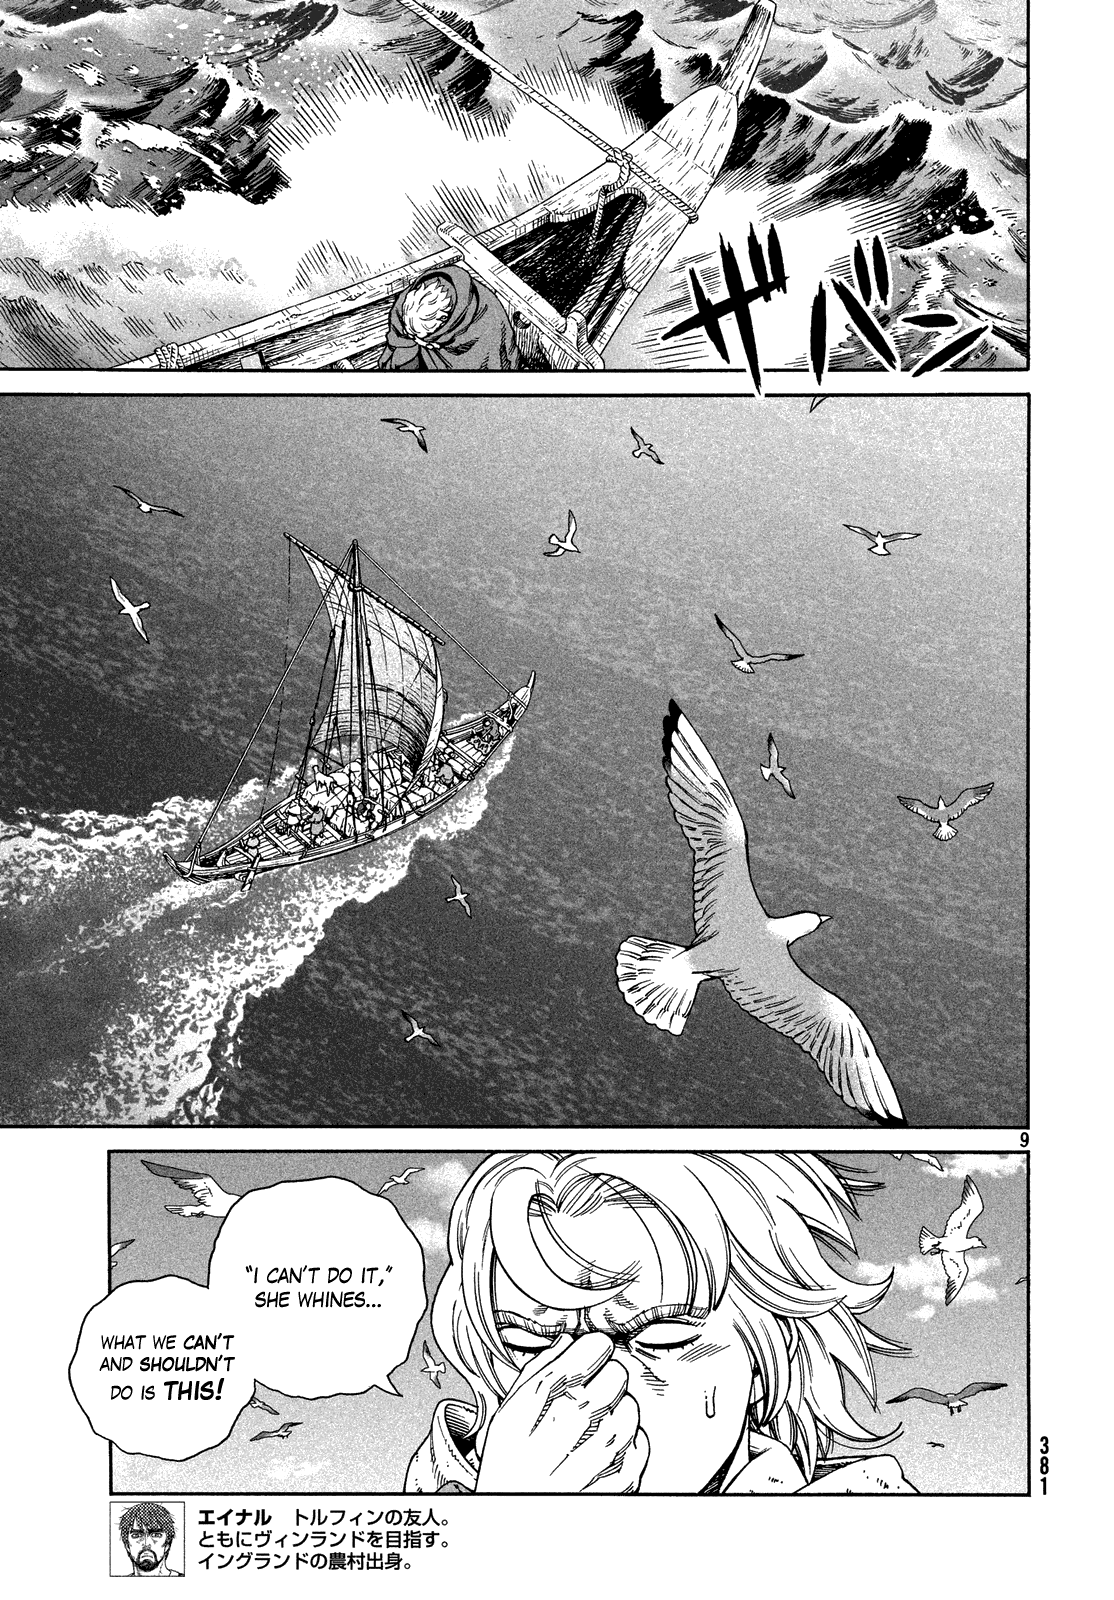 ザバン
9
"I CAN'T DO IT,"
SHE WHINES...
WHAT WE CAN'T
AND SHOULDN'T
DO IS THIS!
381
エイナル　トルフィンの友人。
ともにヴィンランドを目指す。
イングランドの農村出身。